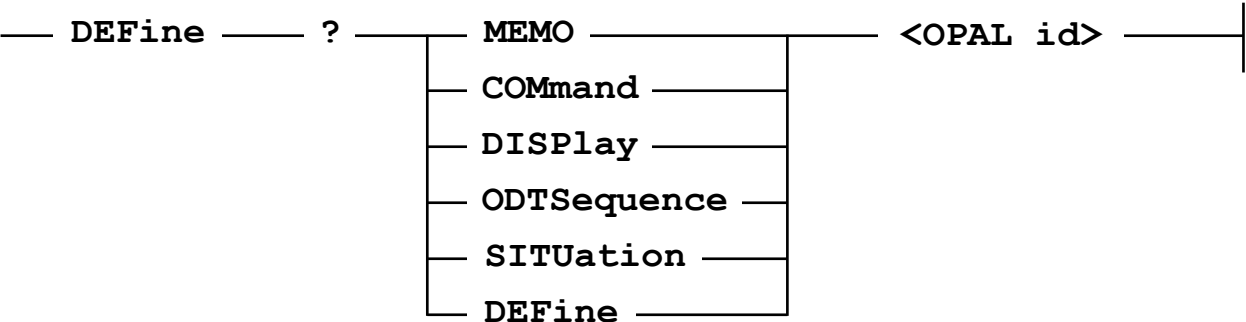 DEFine ? MEMO <OPAL id>
COMmand
DISPlay
ODTSequence
SITUation
DEFine